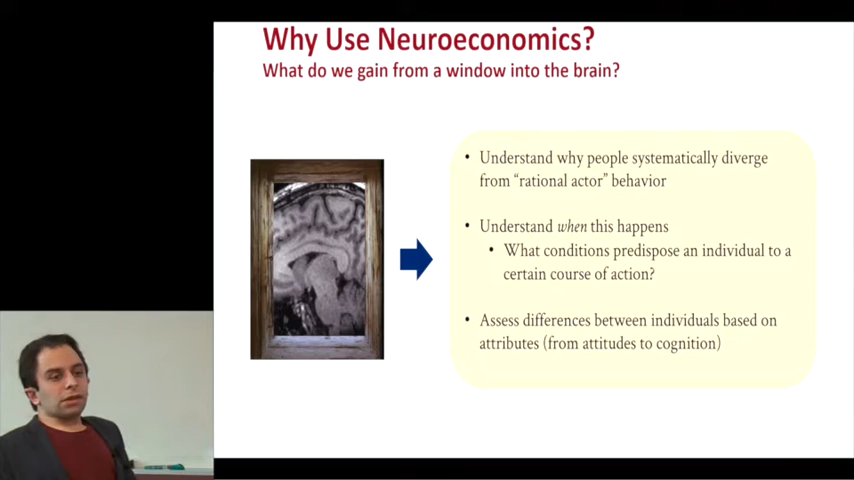 Why Use Neuroeconomics?
What do we gain from a window into the brain?
• Understand why people systematically diverge
from “rational actor” behavior
• Understand when this happens
• What conditions predispose an individual to a
certain course of action?
• Assess differences between individuals based on
attributes (from attitudes to cognition)